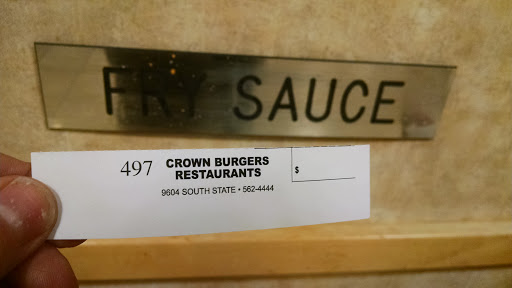 FRY SAUCE
497 CROWN BURGERS
RESTAURANTS
$
9604 SOUTH STATE • 562-4444